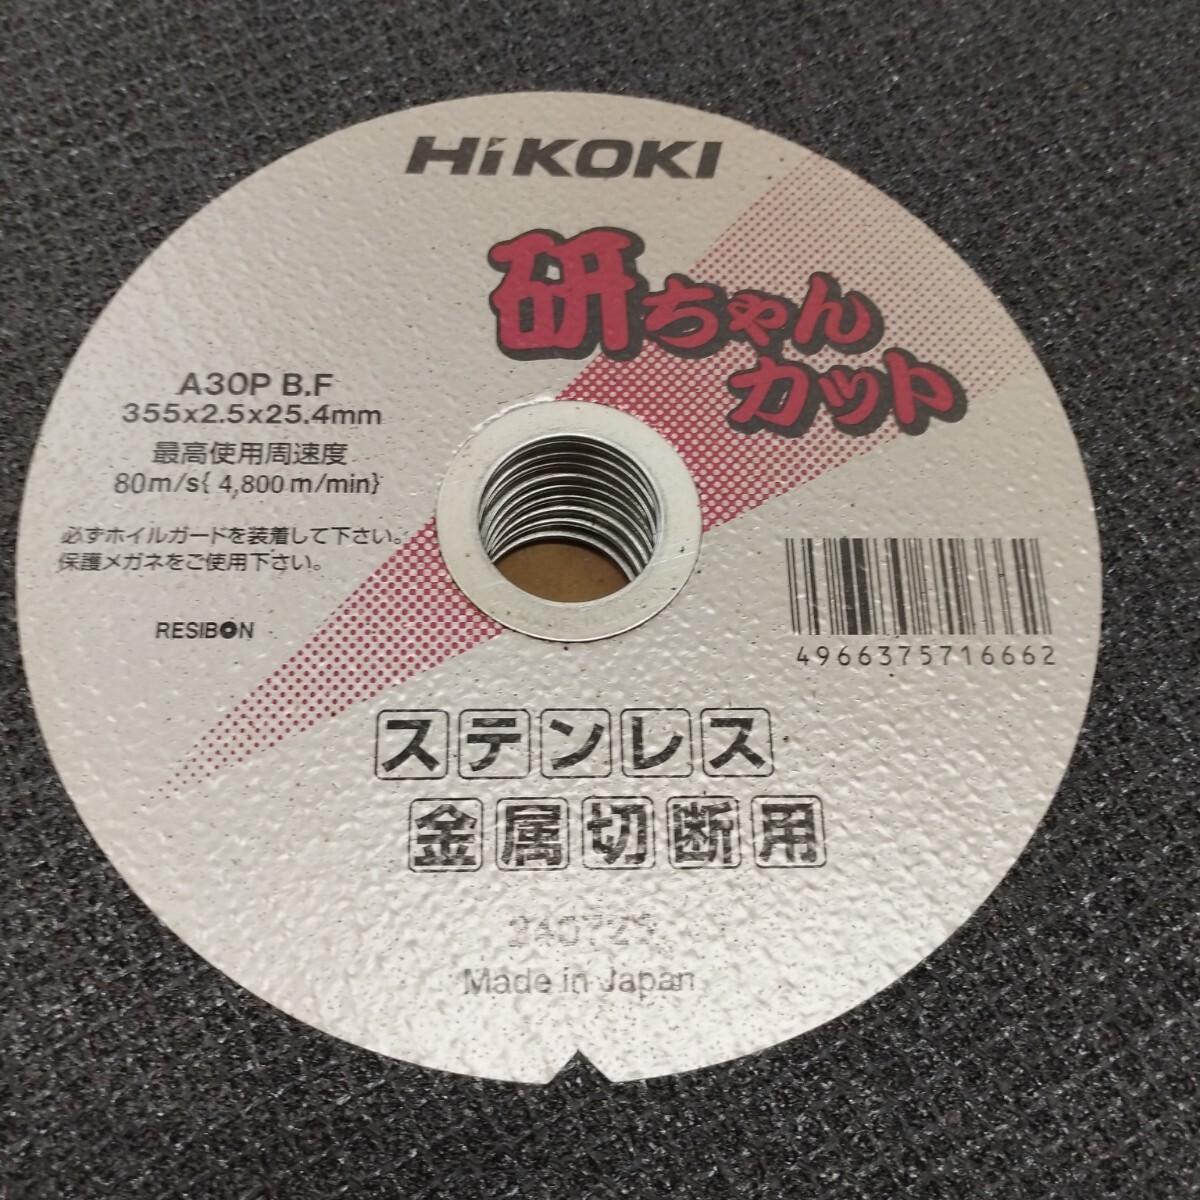 HiKOKI
研ちゃん
カット
A30P B.F
355x2.5x25.4mm
最高使用周速度
80m/s{ 4,800 m/min}
必ずホイルガードを装着して下さい。
保護メガネをご使用下さい。
RESIBON
4966375716662
ステンレス
金属切断用
Made in Japan